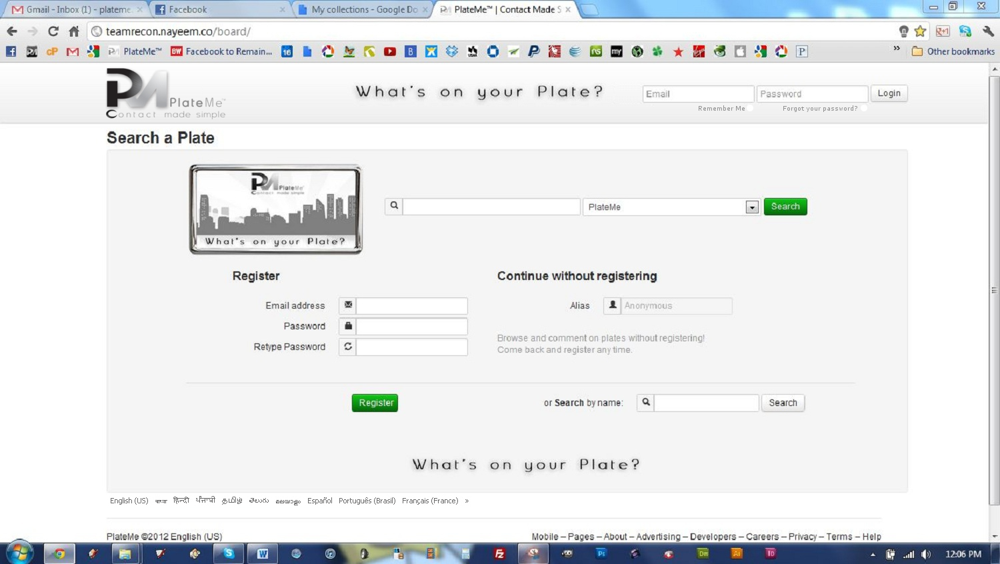 Gmail - Inbox (1) - plateme.
Facebook
My collections - Google Do
PlateMe™ | Contact Made S
teamrecon.nayeem.co/board/
PlateMe™
Facebook to Remain...
Other bookmarks
PlateMe™
Contact made simple
What's on your Plate?
Email
Password
Login
Remember Me
Forgot your password?
Search a Plate
PlateMe
Contact made simple
What's on your Plate?
PlateMe
Search
Register
Continue without registering
Email address
Alias
Anonymous
Password
Retype Password
Browse and comment on plates without registering!
Come back and register any time.
Register
or Search by name:
Search
What's on your Plate?
English (US) বাংলা हिन्दी ਪੰਜਾਬੀ தமிழ் తెలుగు മലയാളം Español Português (Brasil) Français (France) »
PlateMe ©2012 English (US)
Mobile – Pages – About – Advertising – Developers – Careers – Privacy – Terms – Help
12:06 PM